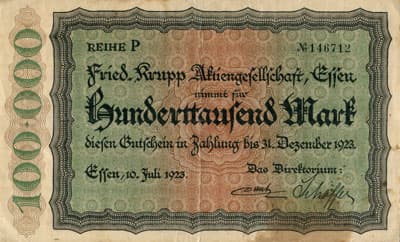 100·000
REIHE P
№146712
Fried. Krupp Aktiengesellschaft, Essen
nimmt für
Hunderttausend Mark
diesen Gutschein in Zahlung bis 31. Dezember 1923.
Essen, 10. Juli 1923.
Das Direktorium: